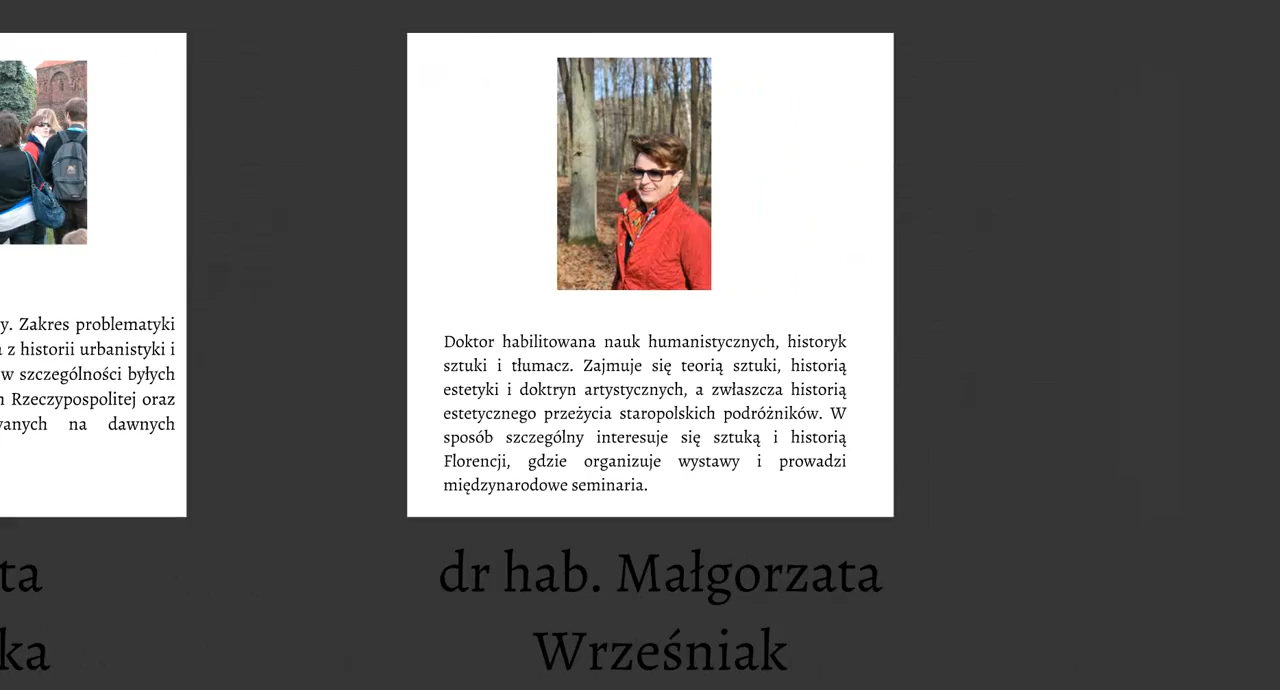 y. Zakres problematyki
z historii urbanistyki i
w szczególności byłych
Rzeczypospolitej oraz
na dawnych
Doktor habilitowana nauk humanistycznych, historyk
sztuki i tłumacz. Zajmuje się teorią sztuki, historią
estetyki i doktryn artystycznych, a zwłaszcza historią
estetycznego przeżycia staropolskich podróżników. W
sposób szczególny interesuje się sztuką i historią
Florencji, gdzie organizuje wystawy i prowadzi
międzynarodowe seminaria.
ta
ka
dr hab. Małgorzata
Wrześniak